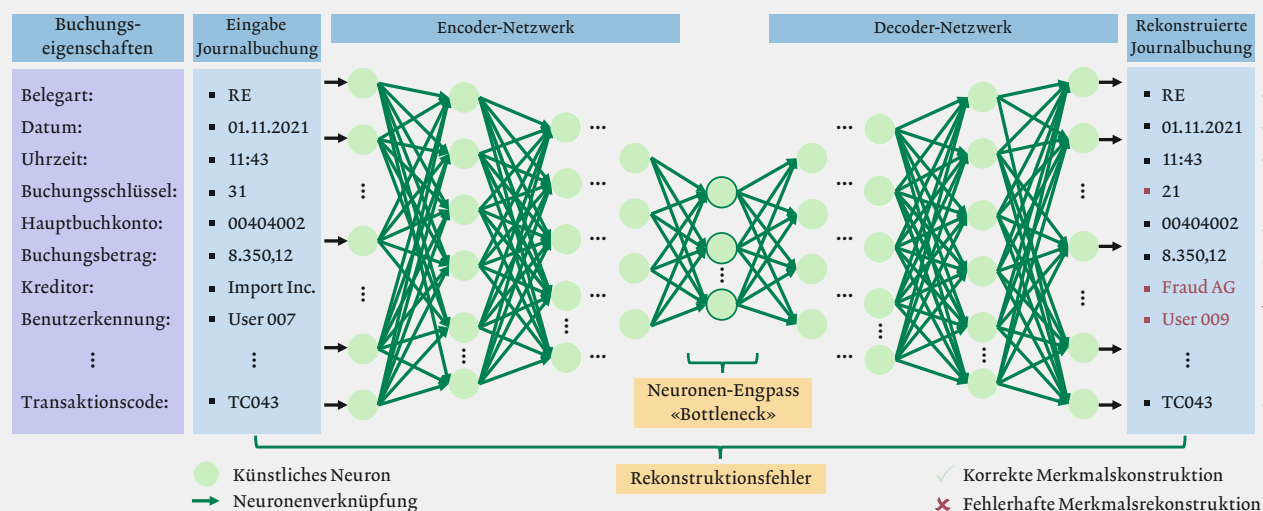 Buchungs-
eigenschaften
Eingabe
Journalbuchung
Encoder-Netzwerk
Decoder-Netzwerk
Rekonstruierte
Journalbuchung
Belegart:
Datum:
Uhrzeit:
Buchungsschlüssel:
Hauptbuchkonto:
Buchungsbetrag:
Kreditor:
Benutzerkennung:
⋮
Transaktionscode:
▪ RE
▪ 01.11.2021
▪ 11:43
▪ 31
▪ 00404002
▪ 8.350,12
▪ Import Inc.
▪ User 007
⋮
▪ TC043
▪ RE
▪ 01.11.2021
▪ 11:43
▪ 21
▪ 00404002
▪ 8.350,12
▪ Fraud AG
▪ User 009
⋮
▪ TC043
Neuronen-Engpass
«Bottleneck»
Rekonstruktionsfehler
Künstliches Neuron
Neuronenverknüpfung
✓ Korrekte Merkmalskonstruktion
✘ Fehlerhafte Merkmalsrekonstruktion